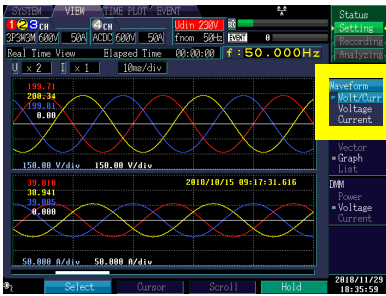 SYSTEM VIEW TIME PLOT EVENT
123CH 4CH Udin 230V
3P3W3M 600V 50A ACDC 600V 50A fnom 50Hz EVENT 0
Real Time View Elapsed Time 00:00:00 f:50.000Hz
U x 2 I x 1 10ms/div
199.71
200.34
199.81
0.00
150.00 V/div 150.00 V/div
39.010
38.941
39.005
0.000
2018/10/15 09:17:31.616
50.000 A/div 50.000 A/div
Select Cursor Scroll Hold
Status
Setting
Recording
Analyzing
Waveform
Volt/Curr
Voltage
Current
Vector
Graph
List
DMM
Power
Voltage
Current
2018/11/29
18:35:59